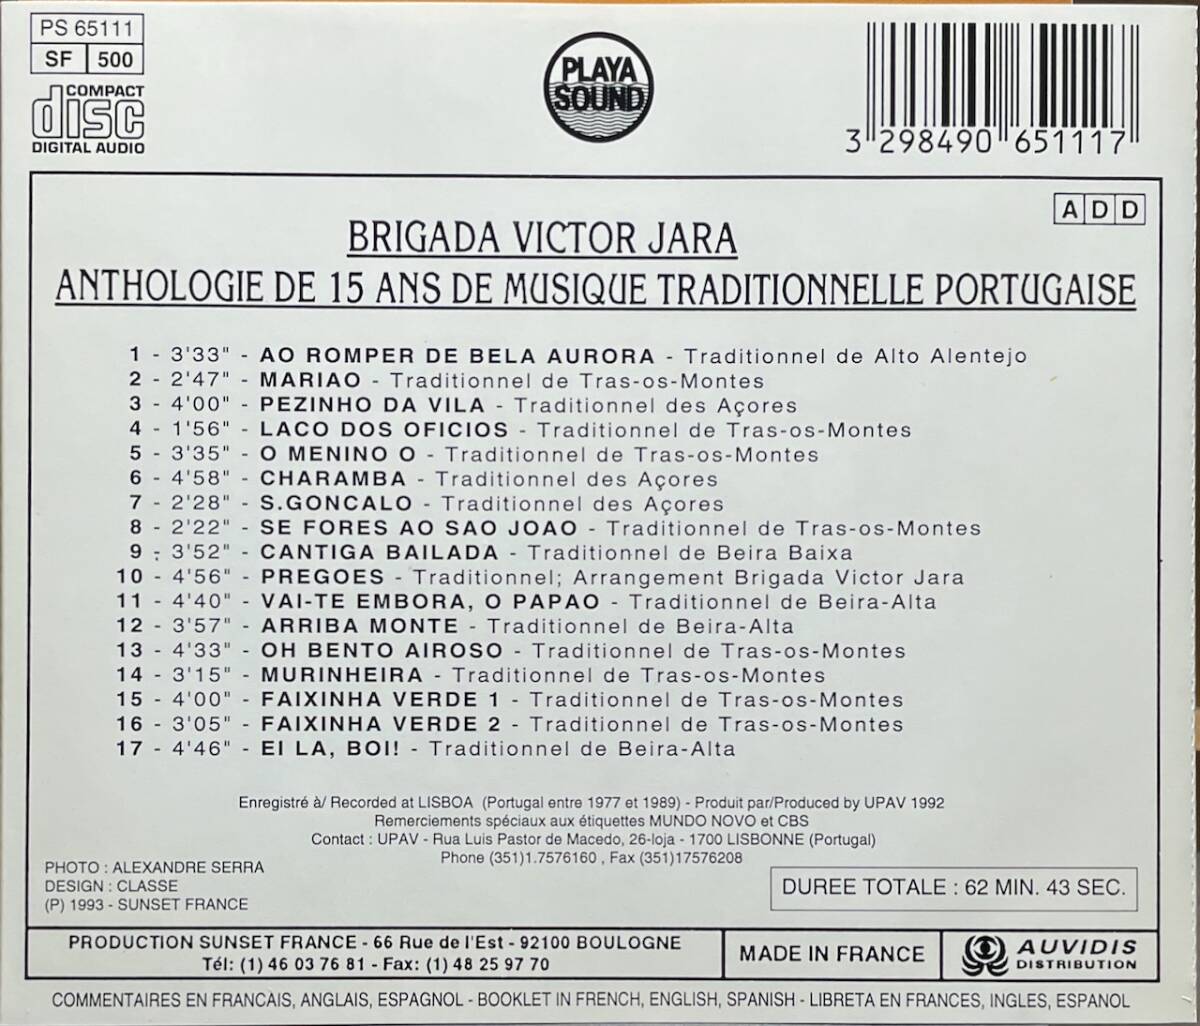 PS 65111
SF 500
COMPACT
disc
DIGITAL AUDIO
PLAYA
SOUND
3 298490 651117
A D D
BRIGADA VICTOR JARA
ANTHOLOGIE DE 15 ANS DE MUSIQUE TRADITIONNELLE PORTUGAISE
1 - 3'33" - AO ROMPER DE BELA AURORA - Traditionnel de Alto Alentejo
2 - 2'47" - MARIAO - Traditionnel de Tras-os-Montes
3 - 4'00" - PEZINHO DA VILA - Traditionnel des Açores
4 - 1'56" - LACO DOS OFICIOS - Traditionnel de Tras-os-Montes
5 - 3'35" - O MENINO O - Traditionnel de Tras-os-Montes
6 - 4'58" - CHARAMBA - Traditionnel des Açores
7 - 2'28" - S.GONCALO - Traditionnel des Açores
8 - 2'22" - SE FORES AO SAO JOAO - Traditionnel de Tras-os-Montes
9 - 3'52" - CANTIGA BAILADA - Traditionnel de Beira Baixa
10 - 4'56" - PREGOES - Traditionnel; Arrangement Brigada Victor Jara
11 - 4'40" - VAI-TE EMBORA, O PAPAO - Traditionnel de Beira-Alta
12 - 3'57" - ARRIBA MONTE - Traditionnel de Beira-Alta
13 - 4'33" - OH BENTO AIROSO - Traditionnel de Tras-os-Montes
14 - 3'15" - MURINHEIRA - Traditionnel de Tras-os-Montes
15 - 4'00" - FAIXINHA VERDE 1 - Traditionnel de Tras-os-Montes
16 - 3'05" - FAIXINHA VERDE 2 - Traditionnel de Tras-os-Montes
17 - 4'46" - EI LA, BOI! - Traditionnel de Beira-Alta
Enregistré à/ Recorded at LISBOA (Portugal entre 1977 et 1989) - Produit par/Produced by UPAV 1992
Remerciements spéciaux aux étiquettes MUNDO NOVO et CBS
Contact : UPAV - Rua Luis Pastor de Macedo, 26-loja - 1700 LISBONNE (Portugal)
Phone (351)1.7576160 , Fax (351)17576208
PHOTO : ALEXANDRE SERRA
DESIGN : CLASSE
(P) 1993 - SUNSET FRANCE
DUREE TOTALE : 62 MIN. 43 SEC.
PRODUCTION SUNSET FRANCE - 66 Rue de l'Est - 92100 BOULOGNE
Tél: (1) 46 03 76 81 - Fax: (1) 48 25 97 70
MADE IN FRANCE
AUVIDIS
DISTRIBUTION
COMMENTAIRES EN FRANCAIS, ANGLAIS, ESPAGNOL - BOOKLET IN FRENCH, ENGLISH, SPANISH - LIBRETA EN FRANCES, INGLES, ESPANOL